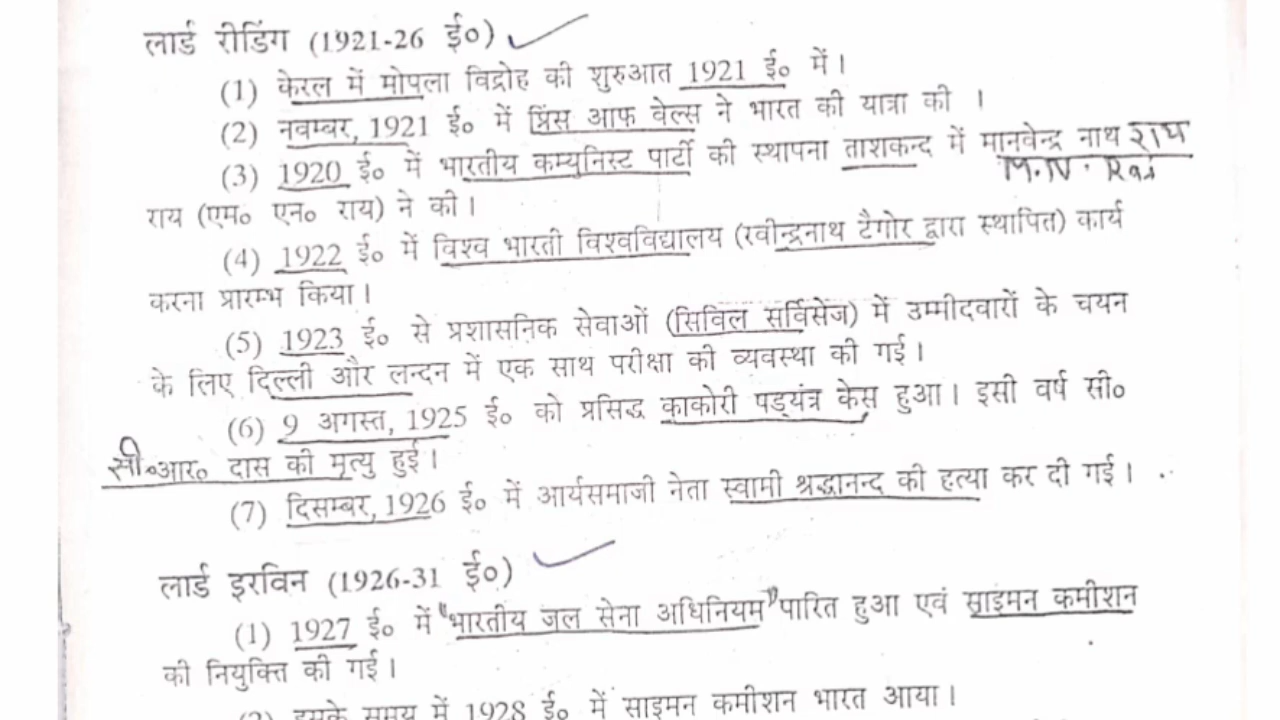 लार्ड रीडिंग (1921-26 ई०)
(1) केरल में मोपला विद्रोह की शुरुआत 1921 ई० में।
(2) नवम्बर, 1921 ई० में प्रिंस आफ वेल्स ने भारत की यात्रा की ।
(3) 1920 ई० में भारतीय कम्युनिस्ट पार्टी की स्थापना ताशकन्द में मानवेन्द्र नाथ राय
M.N. Rai
राय (एम० एन० राय) ने की।
(4) 1922 ई० में विश्व भारती विश्वविद्यालय (रवीन्द्रनाथ टैगोर द्वारा स्थापित) कार्य
करना प्रारम्भ किया।
(5) 1923 ई० से प्रशासनिक सेवाओं (सिविल सर्विसेज) में उम्मीदवारों के चयन
के लिए दिल्ली और लन्दन में एक साथ परीक्षा की व्यवस्था की गई।
(6) 9 अगस्त, 1925 ई० को प्रसिद्ध काकोरी षड्यंत्र केस हुआ। इसी वर्ष सी०
सी०आर० दास की मृत्यु हुई।
(7) दिसम्बर, 1926 ई० में आर्यसमाजी नेता स्वामी श्रद्धानन्द की हत्या कर दी गई।
लार्ड इरविन (1926-31 ई०)
(1) 1927 ई० में "भारतीय जल सेना अधिनियम" पारित हुआ एवं साइमन कमीशन
की नियुक्ति की गई।
(2) इसके समय में 1928 ई० में साइमन कमीशन भारत आया।